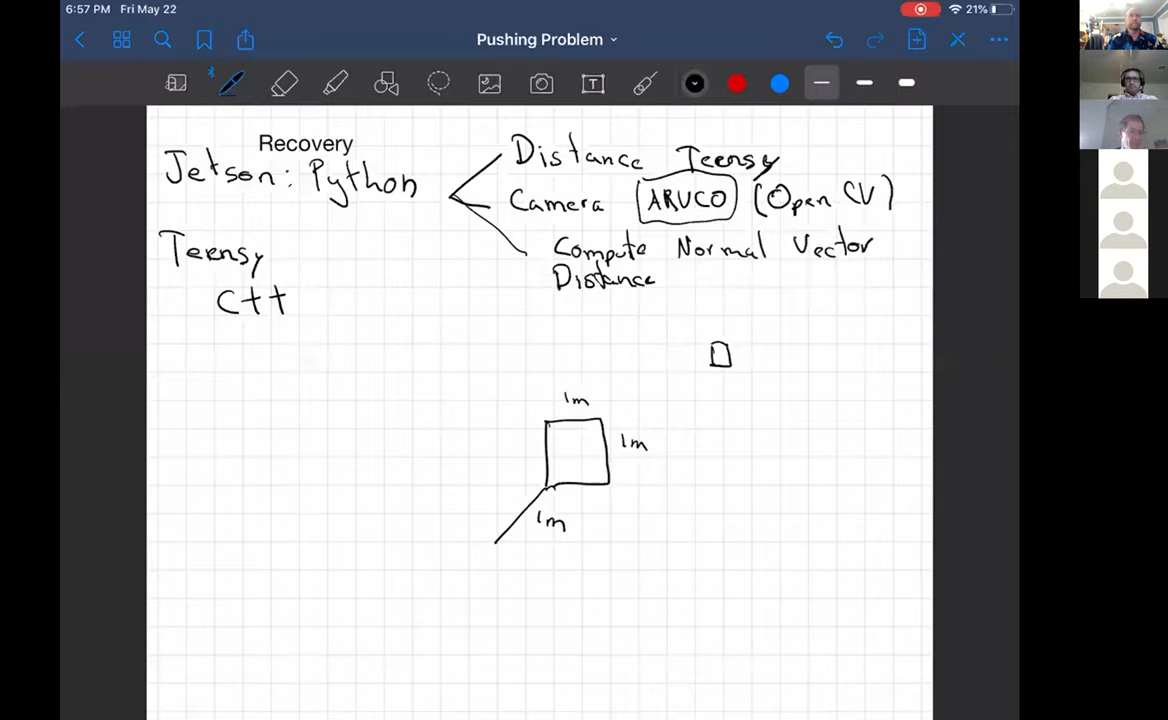 6:57 PM Fri May 22
21%
Pushing Problem
T
Recovery
Jetson: Python
Distance Teensy
Camera ARUCO (Open CV)
Compute Normal Vector
Distance
Teensy
C++
1m
1m
1m